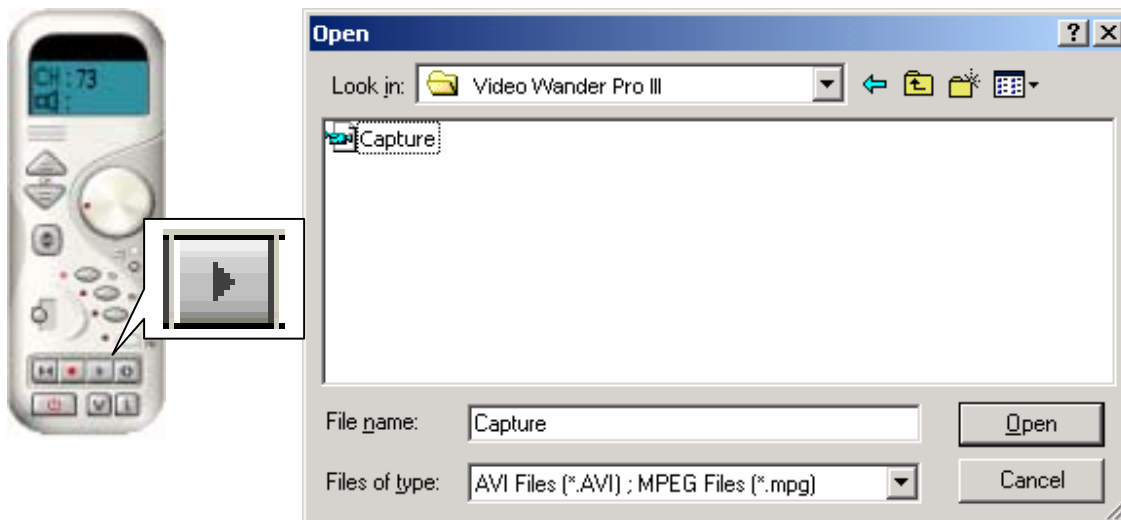 CH : 73
Open
Look in: Video Wander Pro III
Capture
File name: Capture
Open
Files of type: AVI Files (*.AVI) ; MPEG Files (*.mpg)
Cancel